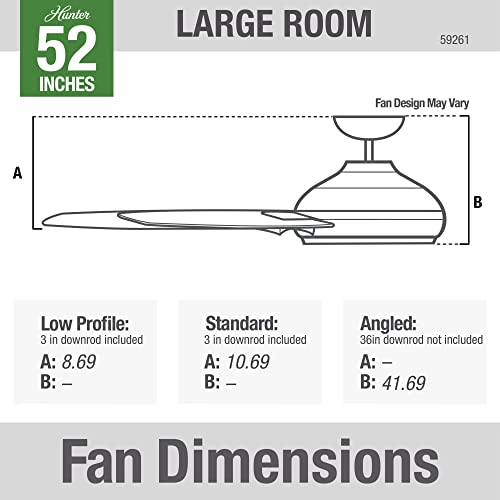 Hunter
52
INCHES
LARGE ROOM
59261
Fan Design May Vary
A
B
Low Profile:
3 in downrod included
A: 8.69
B: –
Standard:
3 in downrod included
A: 10.69
B: –
Angled:
36in downrod not included
A: –
B: 41.69
Fan Dimensions